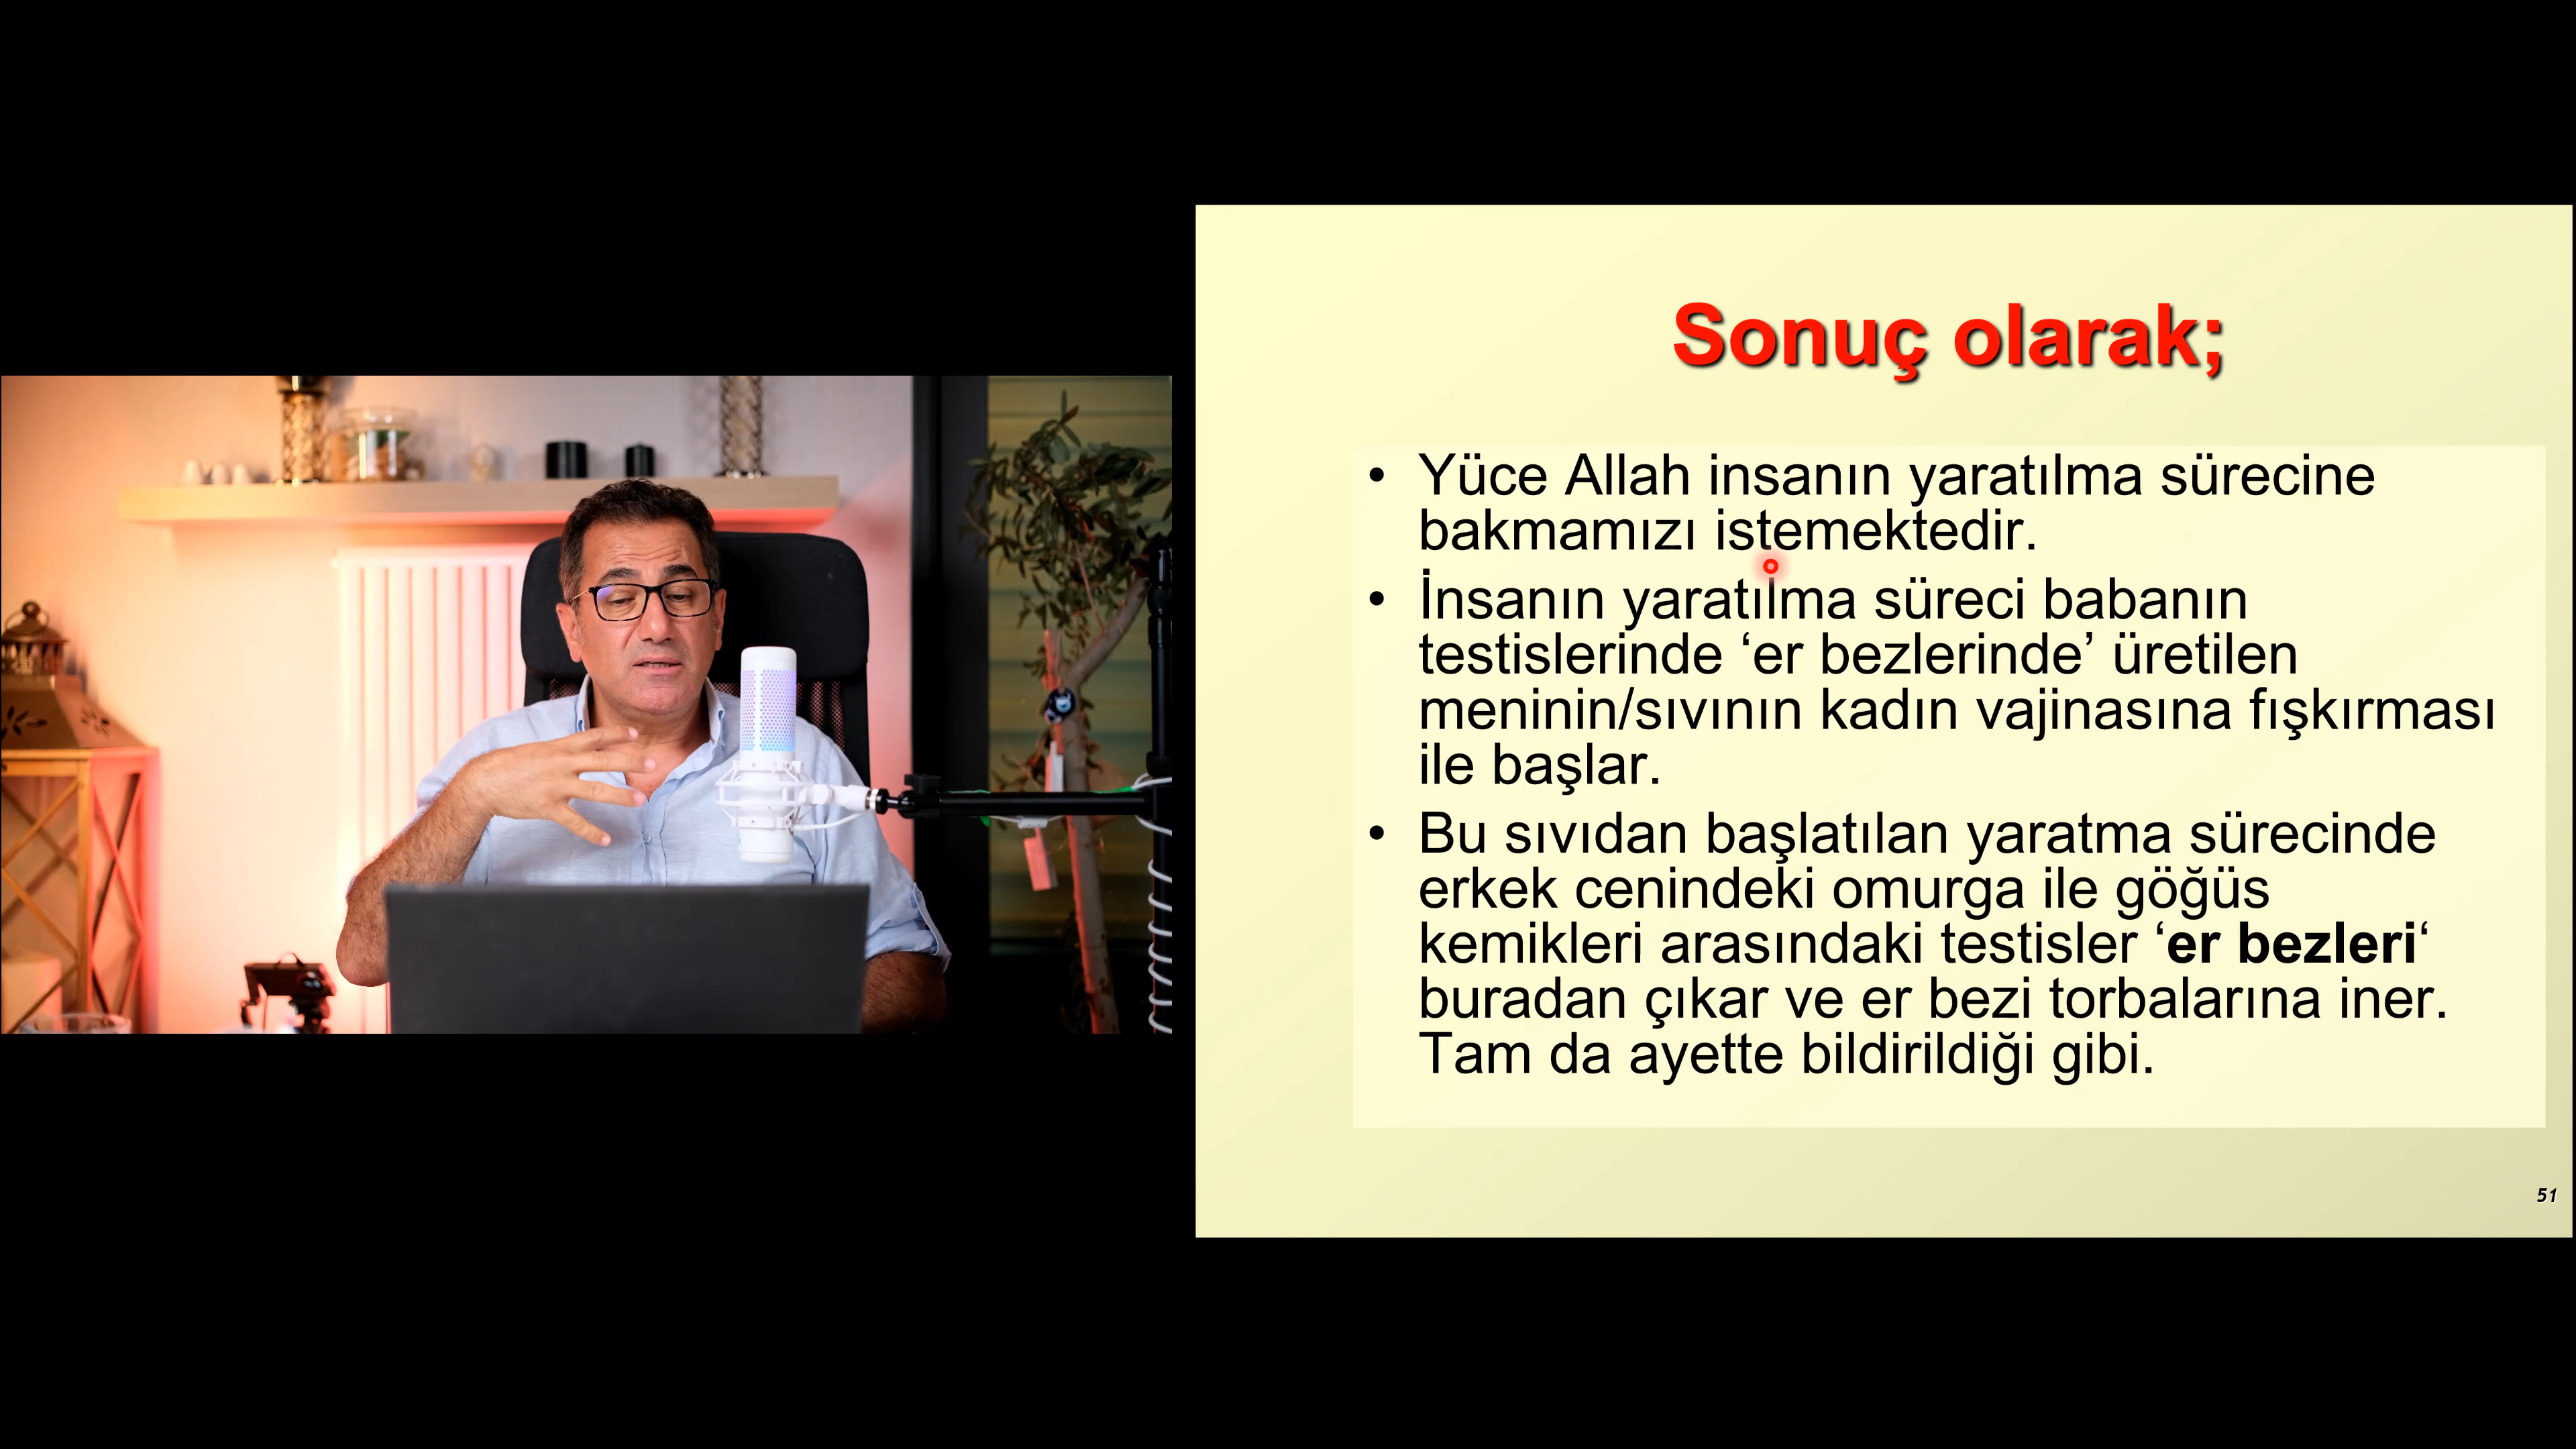 Sonuç olarak;
• Yüce Allah insanın yaratılma sürecine
bakmamızı istemektedir.
• İnsanın yaratılma süreci babanın
testislerinde ‘er bezlerinde’ üretilen
meninin/sıvının kadın vajinasına fışkırması
ile başlar.
• Bu sıvıdan başlatılan yaratma sürecinde
erkek cenindeki omurga ile göğüs
kemikleri arasındaki testisler ‘er bezleri‘
buradan çıkar ve er bezi torbalarına iner.
Tam da ayette bildirildiği gibi.
51